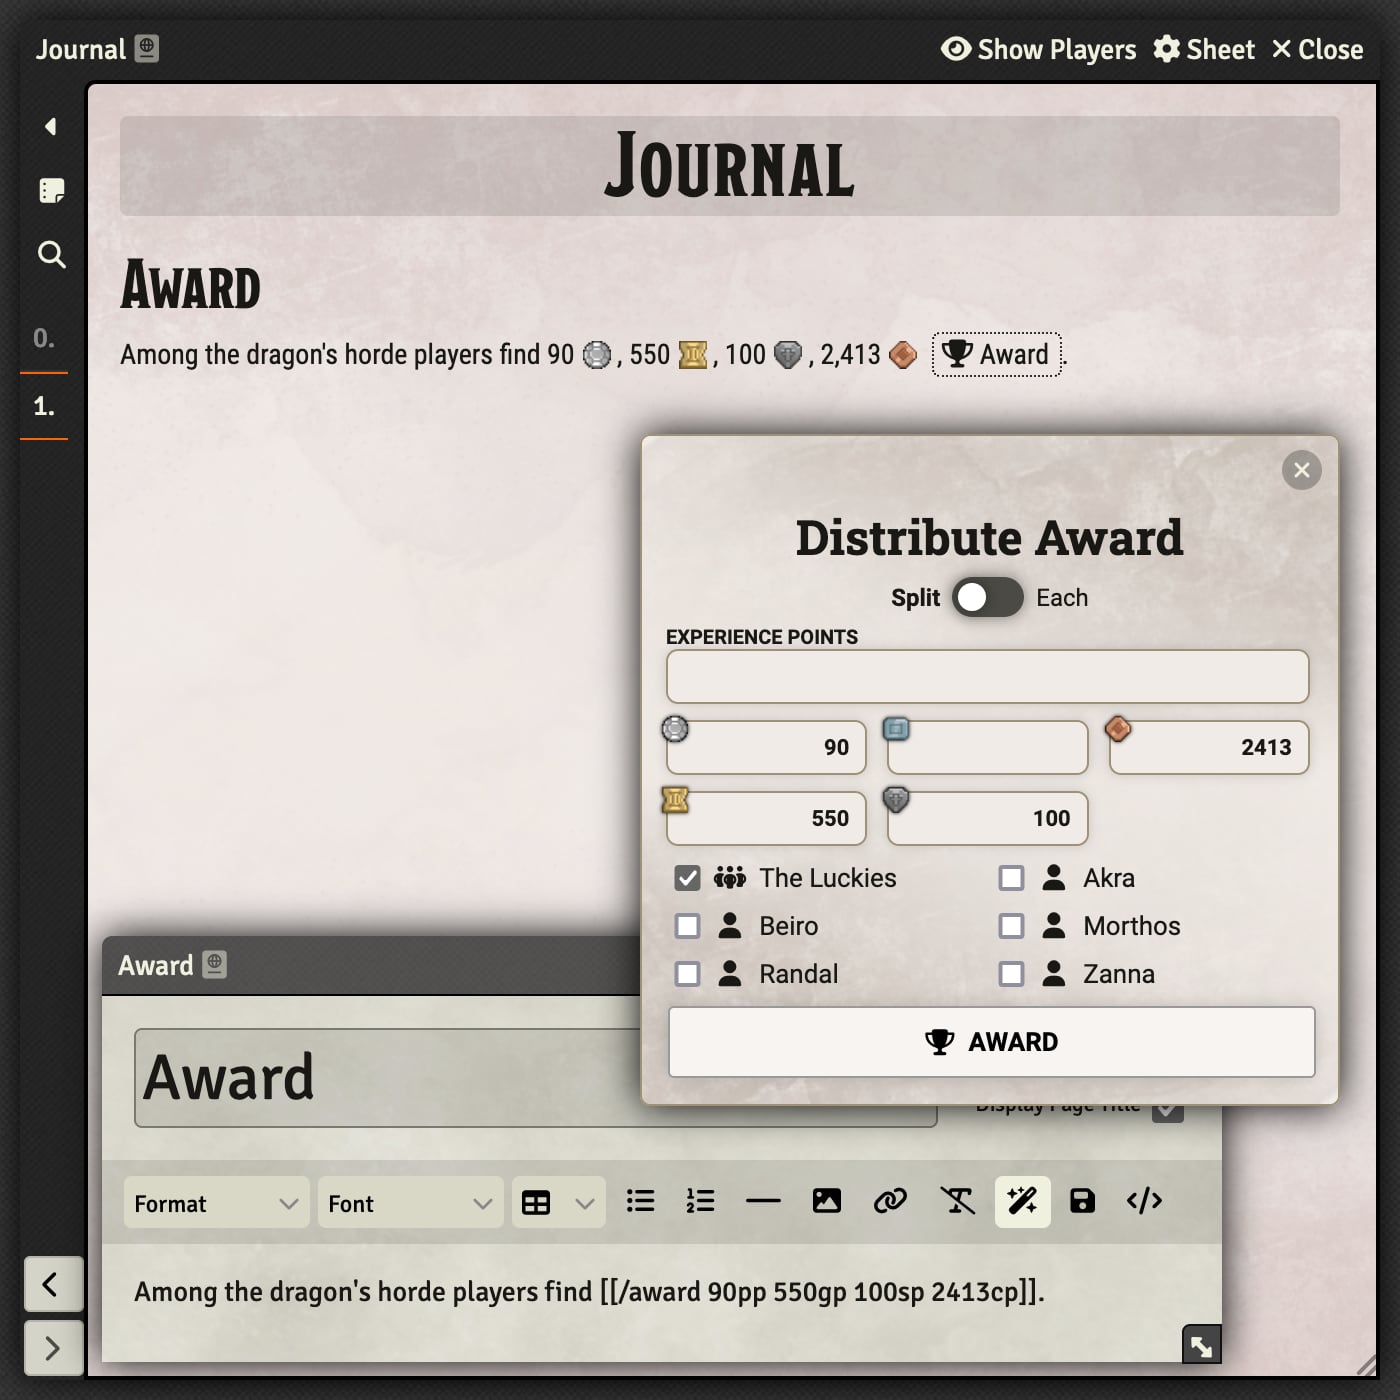 Journal Show Players Sheet Close
Journal
Award
Among the dragon's horde players find 90 , 550 , 100 , 2,413 Award .
0.
1.
Distribute Award
Split Each
EXPERIENCE POINTS
90 2413
550 100
The Luckies Akra
Beiro Morthos
Randal Zanna
AWARD
Award
Award
Display Page Title
Format Font
Among the dragon's horde players find [[/award 90pp 550gp 100sp 2413cp]].